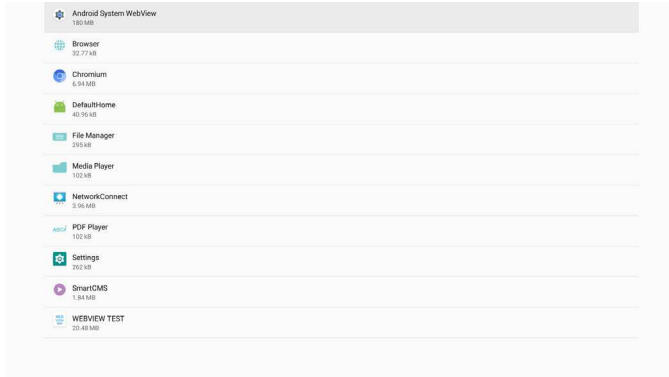 Android System WebView
180 MB
Browser
32.77 kB
Chromium
6.94 MB
DefaultHome
40.96 kB
File Manager
295 kB
Media Player
102 kB
NetworkConnect
3.96 MB
PDF Player
102 kB
Settings
262 kB
SmartCMS
1.84 MB
WEBVIEW TEST
20.48 MB